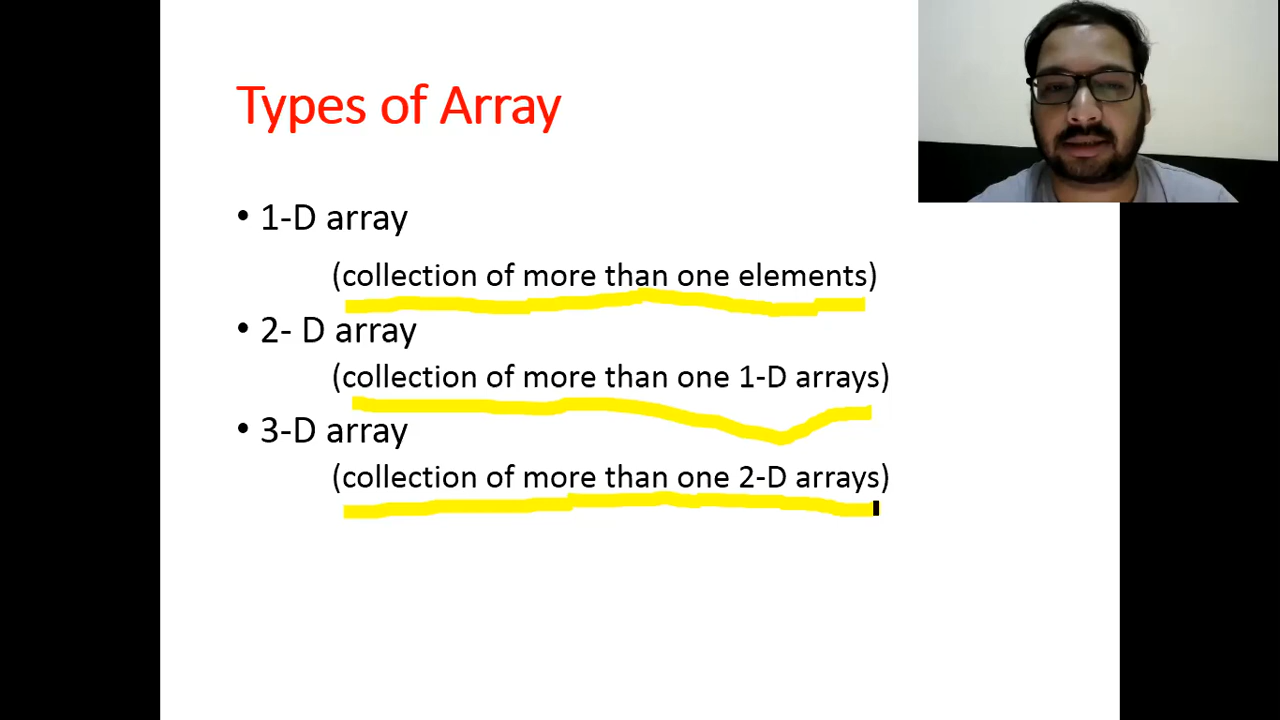 Types of Array
• 1-D array
(collection of more than one elements)
• 2- D array
(collection of more than one 1-D arrays)
• 3-D array
(collection of more than one 2-D arrays)